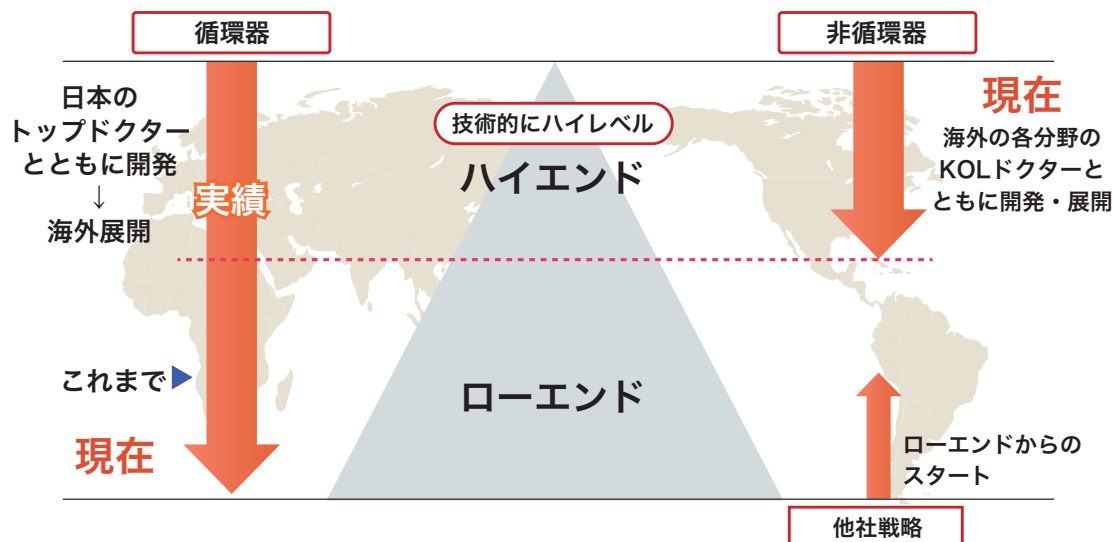 循環器
非循環器
日本の
トップドクター
とともに開発
↓
海外展開
実績
技術的にハイレベル
ハイエンド
現在
海外の各分野の
KOLドクターと
ともに開発・展開
これまで
現在
ローエンド
ローエンドからの
スタート
他社戦略